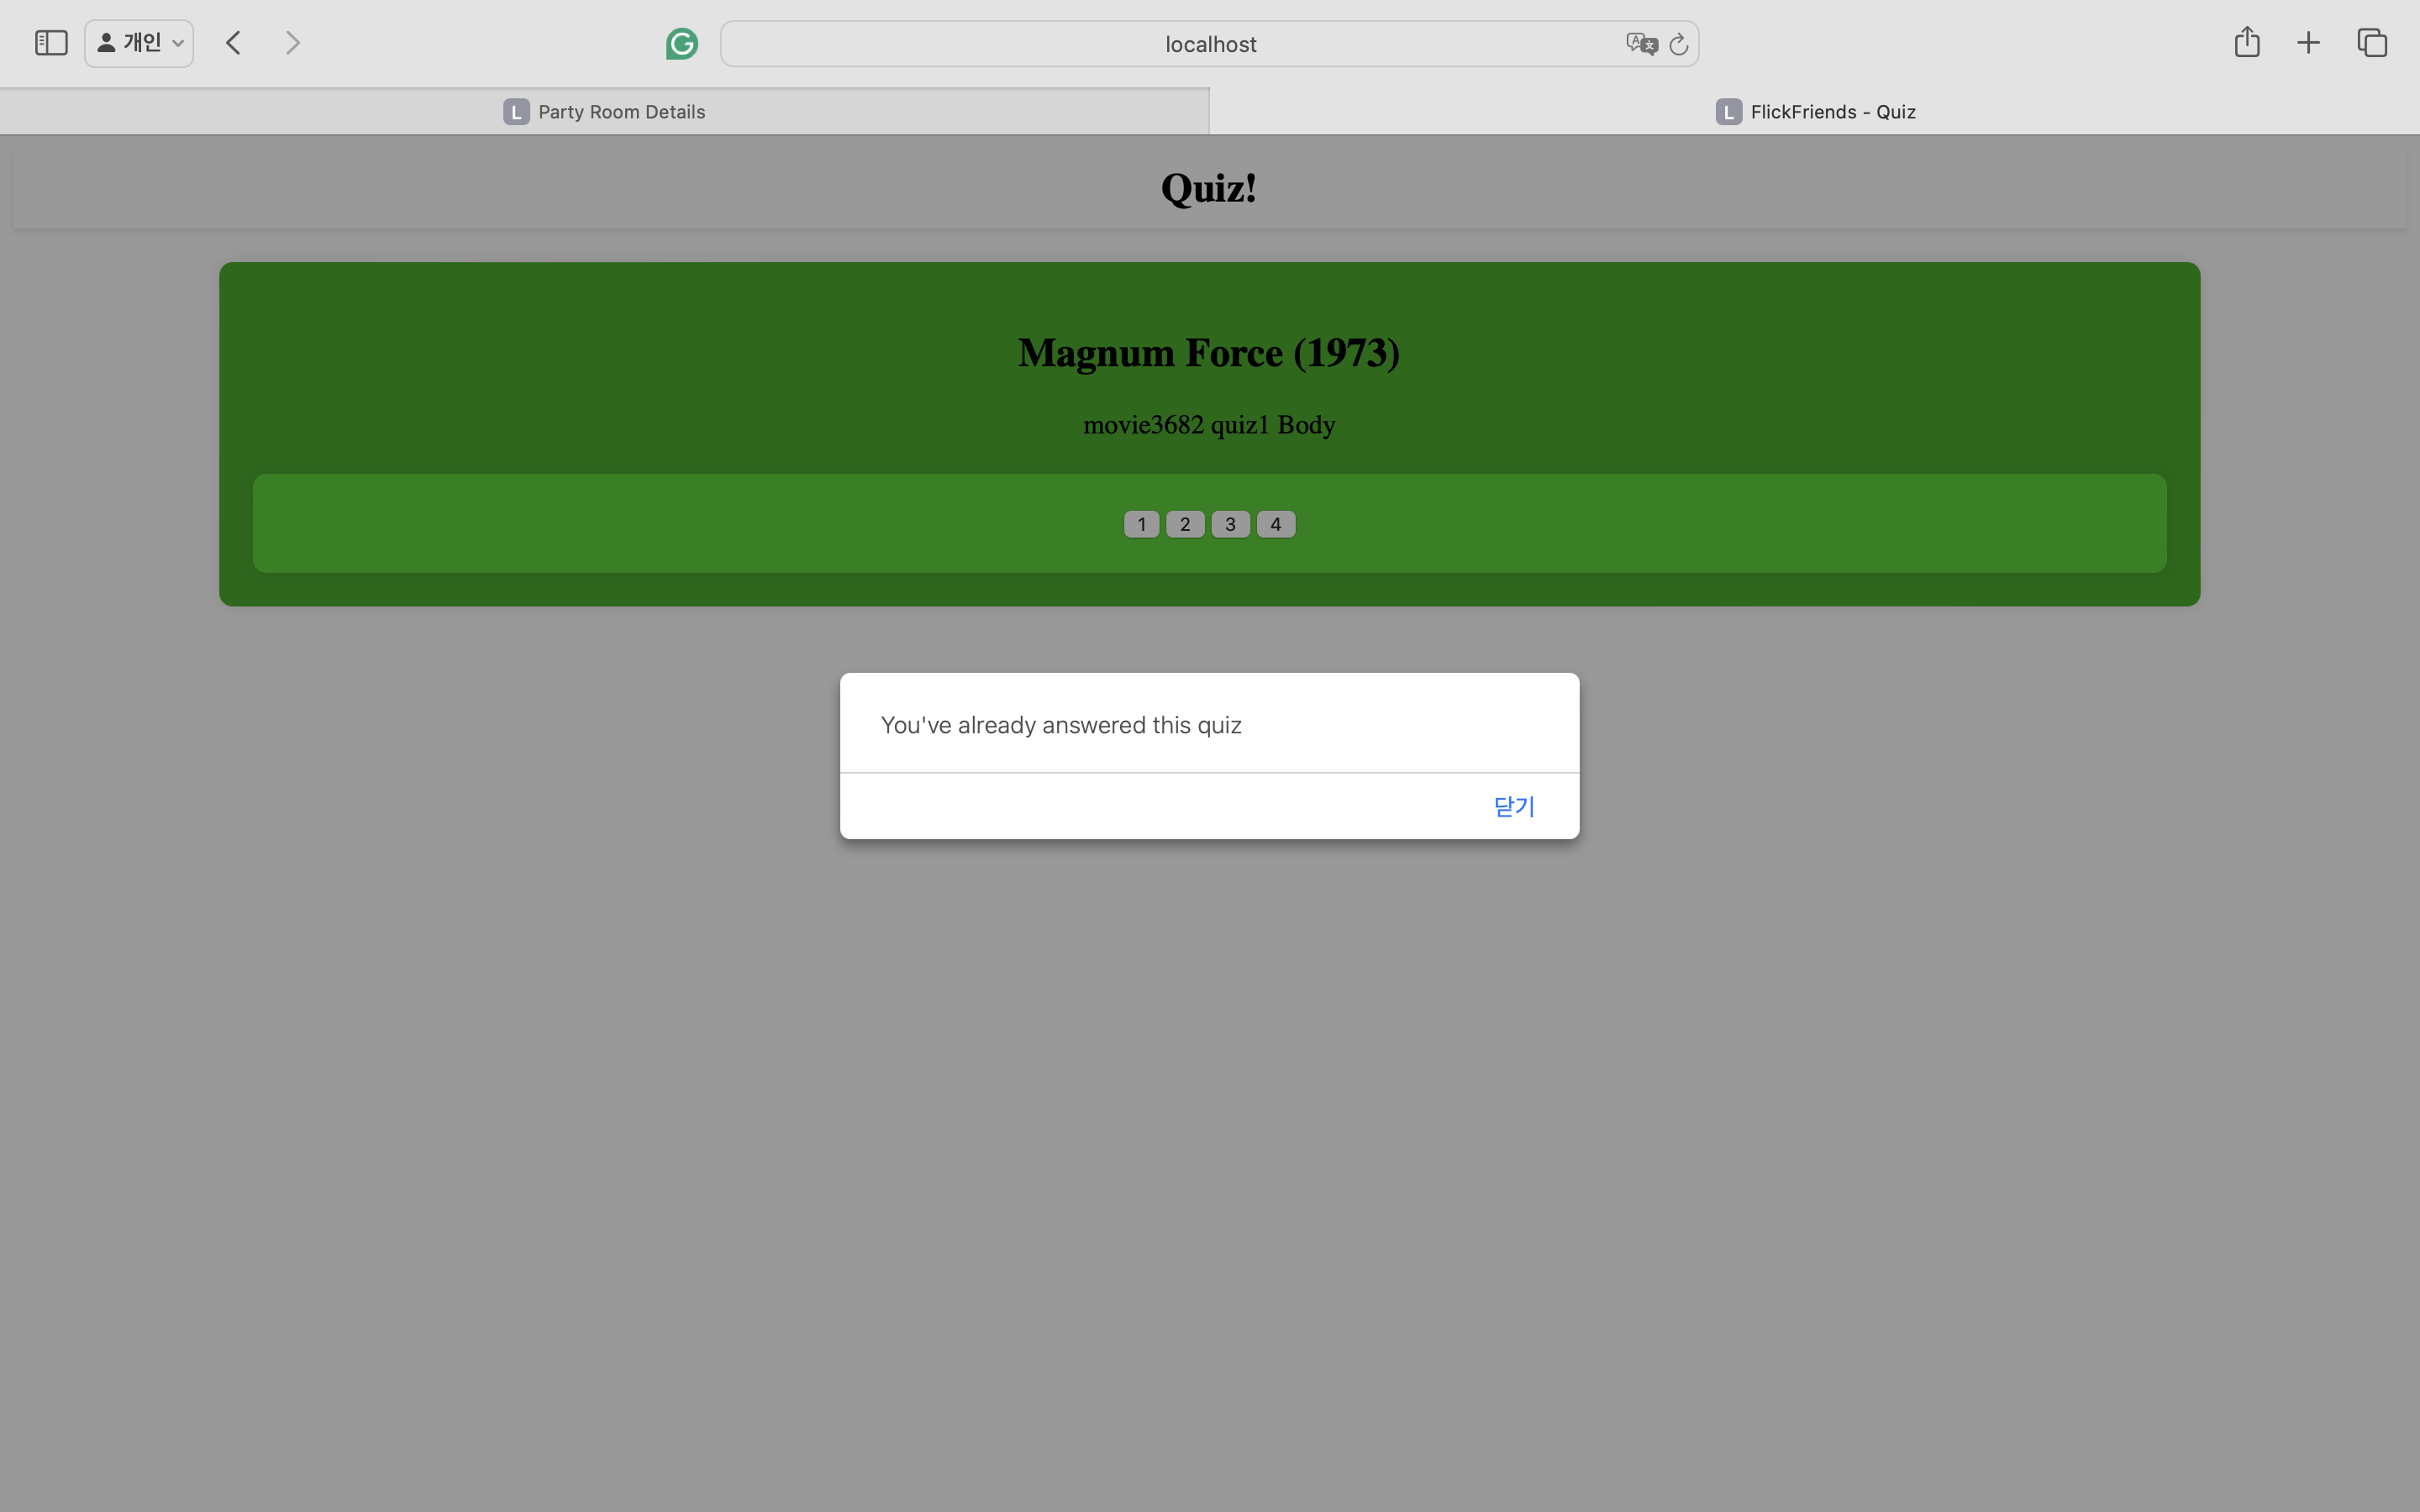 개인
localhost
L Party Room Details
L FlickFriends - Quiz
Quiz!
Magnum Force (1973)
movie3682 quiz1 Body
1 2 3 4
You've already answered this quiz
닫기